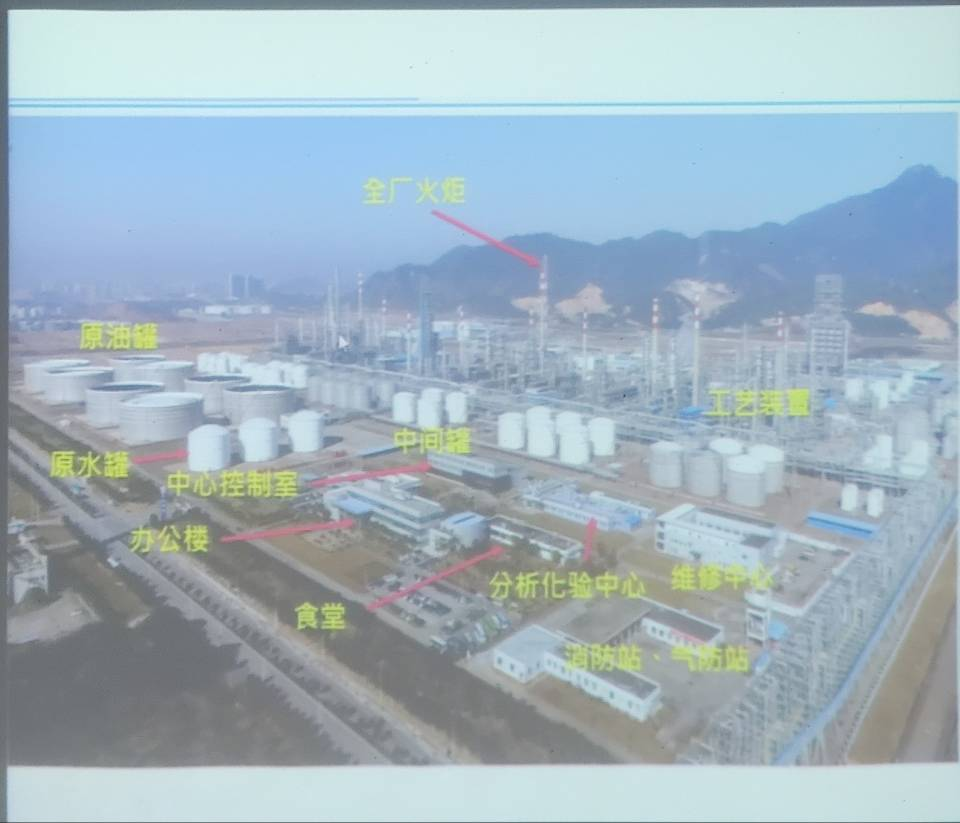 全厂火炬
原油罐
工艺装置
中间罐
原水罐
中心控制室
办公楼
分析化验中心
维修中心
食堂
消防站、气防站